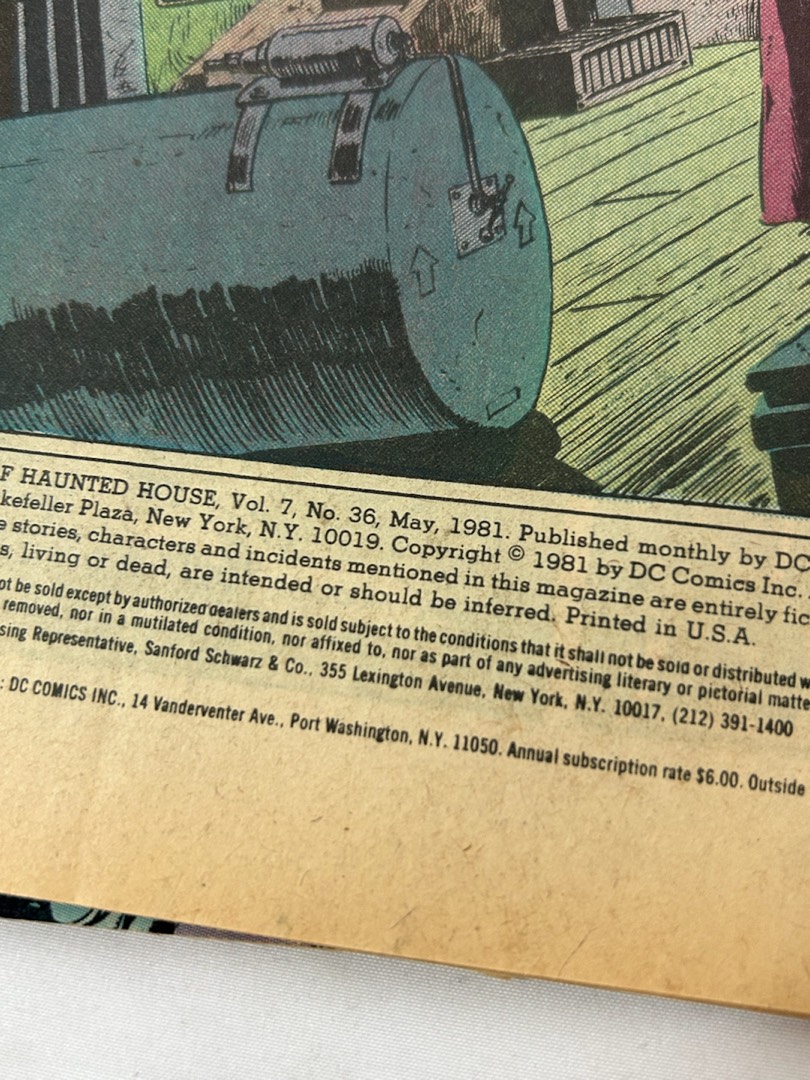 F HAUNTED HOUSE, Vol. 7, No. 36, May, 1981. Published monthly by DC
kefeller Plaza, New York, N.Y. 10019. Copyright © 1981 by DC Comics Inc.
e stories, characters and incidents mentioned in this magazine are entirely fic
s, living or dead, are intended or should be inferred. Printed in U.S.A.
ot be sold except by authorized dealers and is sold subject to the conditions that it shall not be sold or distributed w
removed, nor in a mutilated condition, nor affixed to, nor as part of any advertising literary or pictorial matte
sing Representative, Sanford Schwarz & Co., 355 Lexington Avenue, New York, N.Y. 10017, (212) 391-1400
: DC COMICS INC., 14 Vanderventer Ave., Port Washington, N.Y. 11050. Annual subscription rate $6.00. Outside